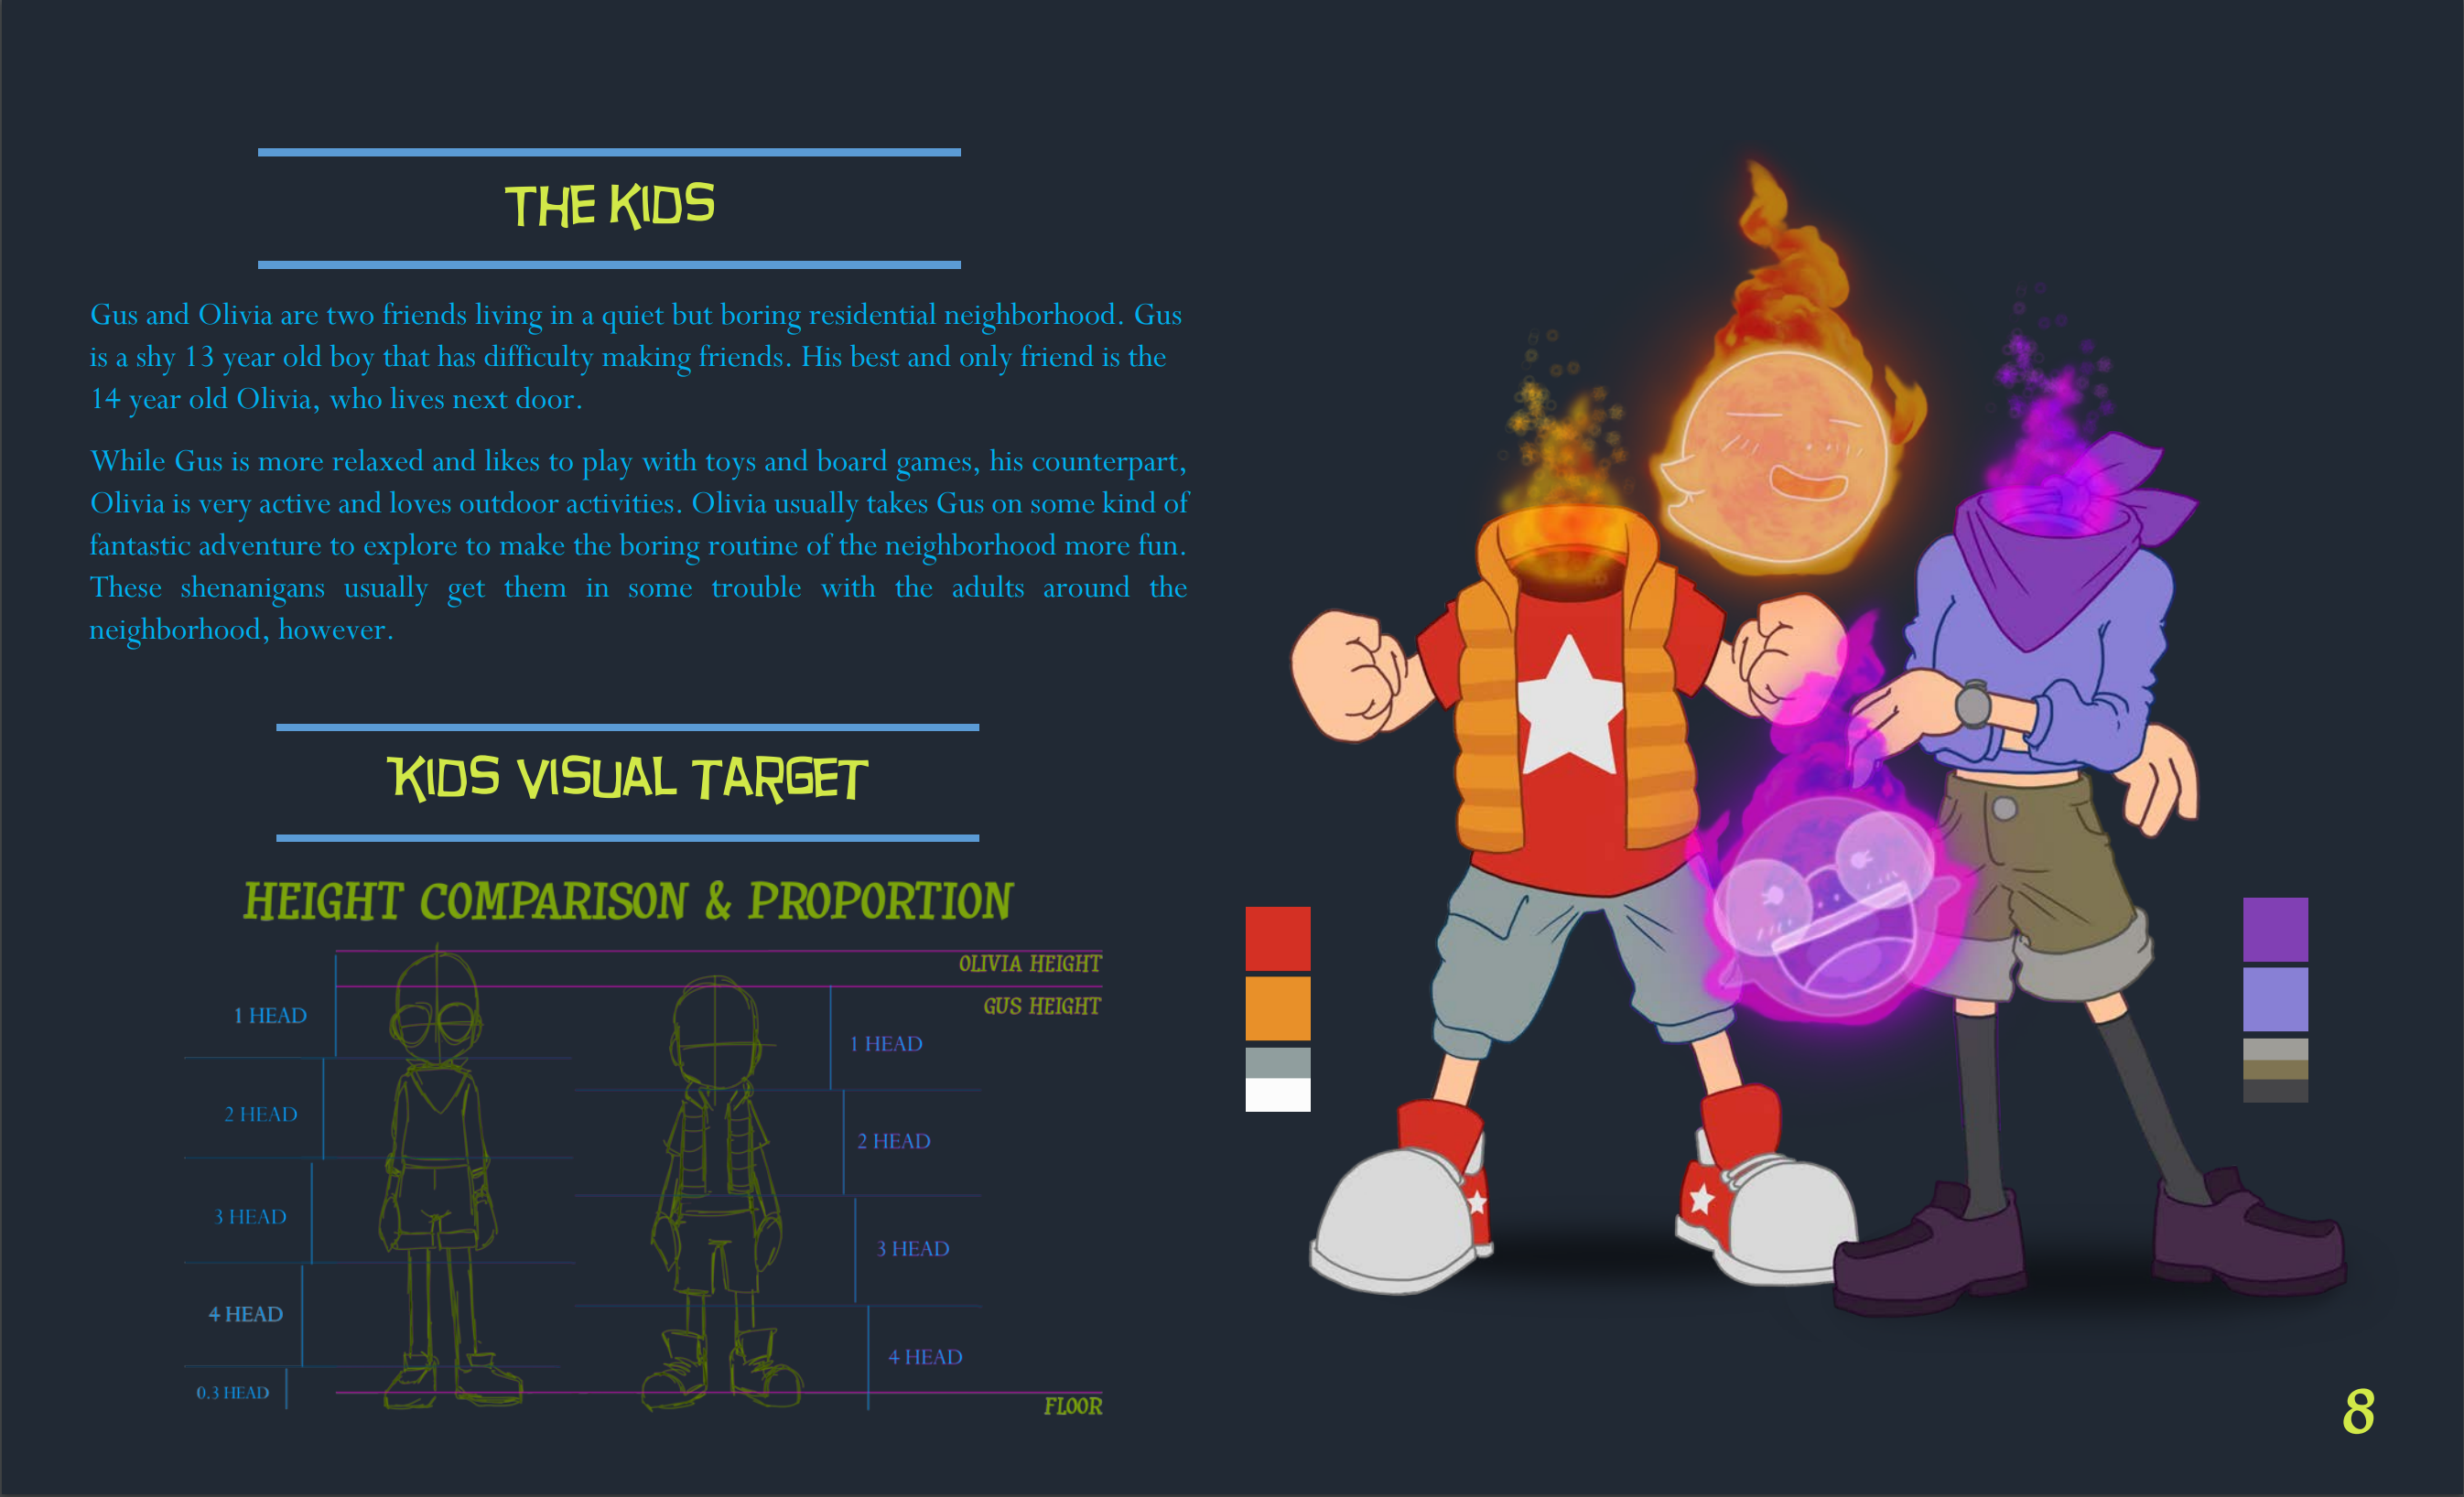 THE KIDS
Gus and Olivia are two friends living in a quiet but boring residential neighborhood. Gus
is a shy 13 year old boy that has difficulty making friends. His best and only friend is the
14 year old Olivia, who lives next door.
While Gus is more relaxed and likes to play with toys and board games, his counterpart,
Olivia is very active and loves outdoor activities. Olivia usually takes Gus on some kind of
fantastic adventure to explore to make the boring routine of the neighborhood more fun.
These shenanigans usually get them in some trouble with the adults around the
neighborhood, however.
KIDS VISUAL TARGET
HEIGHT COMPARISON & PROPORTION
OLIVIA HEIGHT
GUS HEIGHT
1 HEAD
2 HEAD
3 HEAD
4 HEAD
0.3 HEAD
1 HEAD
2 HEAD
3 HEAD
4 HEAD
FLOOR
8